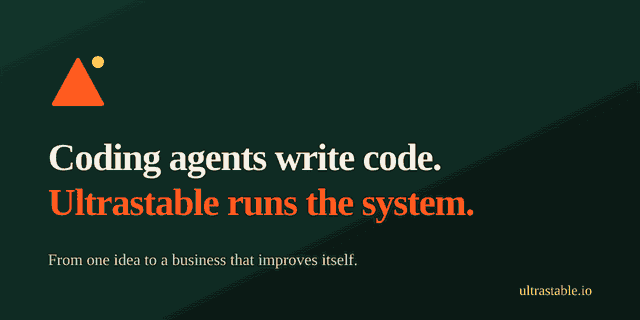 Coding agents write code.
Ultrastable runs the system.
From one idea to a business that improves itself.
ultrastable.io